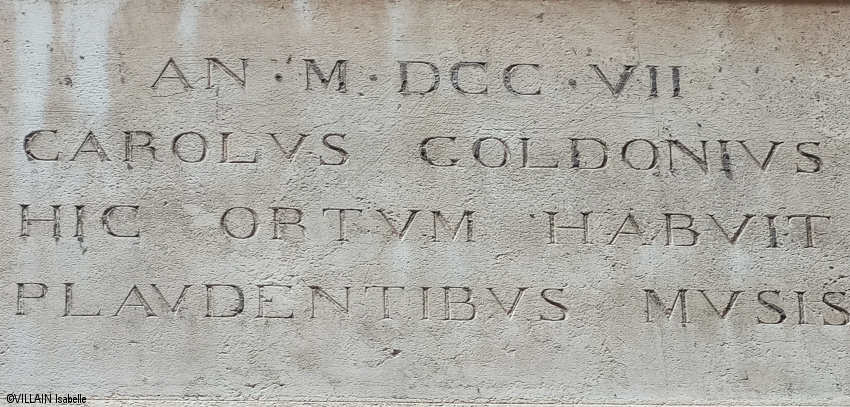 AN · M · DCC · VII
CAROLVS GOLDONIVS
HIC ORTVM HABVIT
PLAVDENTIBVS MVSIS
©VILLAIN Isabelle